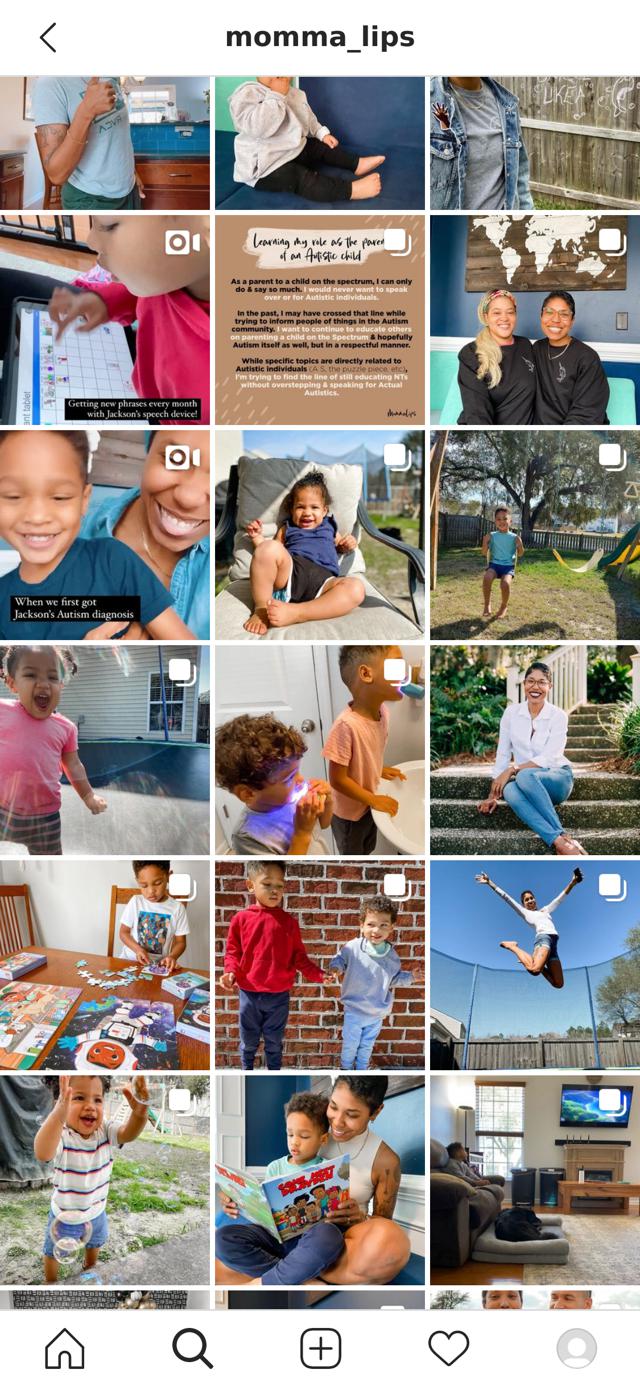 momma_lips
Getting new phrases every month
with Jackson's speech device!
Learning my role as the paren
of an Autistic child
As a parent to a child on the spectrum, I can only
do & say so much. I would never want to speak
over or for Autistic individuals.
In the past, I may have crossed that line while
trying to inform people of things in the Autism
community. I want to continue to educate others
on parenting a child on the Spectrum & hopefully
Autism itself as well, but in a respectful manner.
While specific topics are directly related to
Autistic individuals (A.S, the puzzle piece, etc),
I'm trying to find the line of still educating NTs
without overstepping & speaking for Actual
Autistics.
When we first got
Jackson's Autism diagnosis